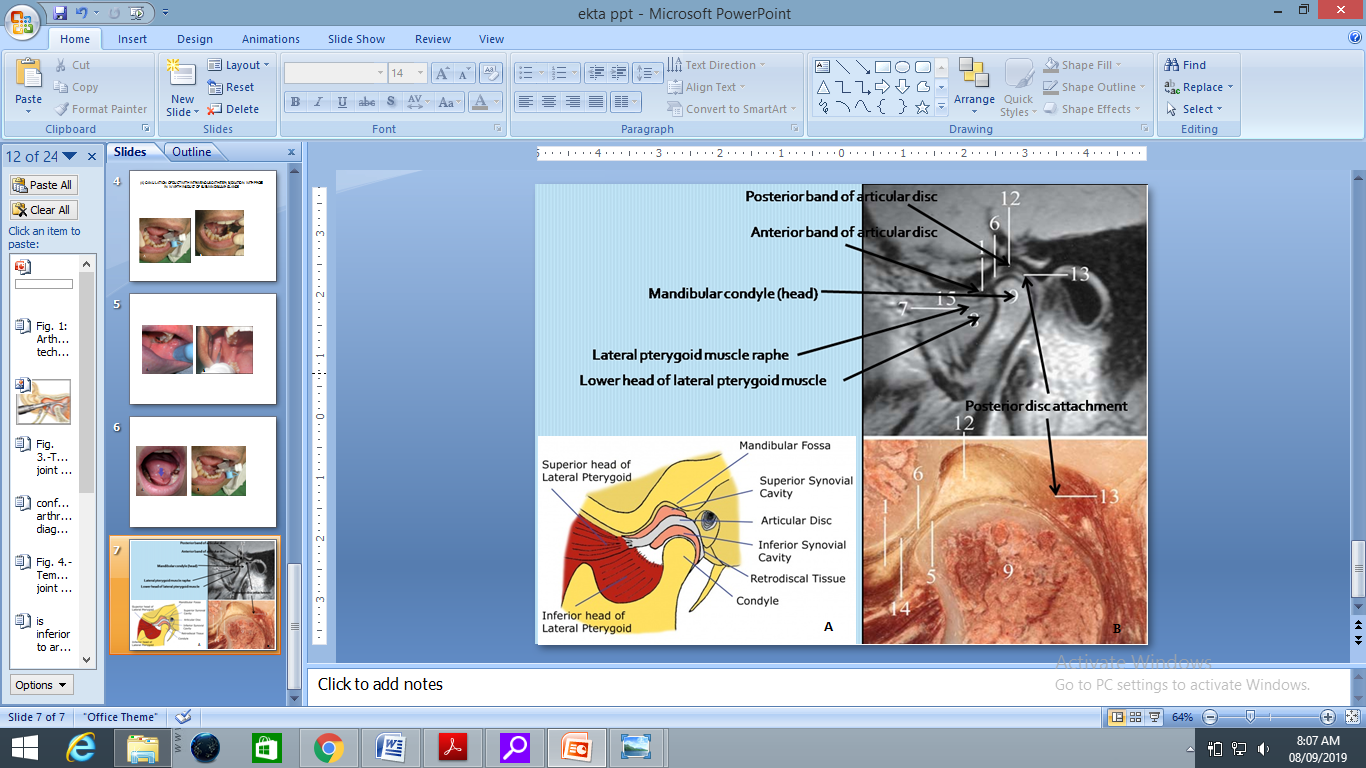 ekta ppt - Microsoft PowerPoint
Home Insert Design Animations Slide Show Review View
Paste
Cut
Copy
Format Painter
Clipboard
New Slide
Layout
Reset
Delete
Slides
14
B I U abc S AV Aa A
Font
Text Direction
Align Text
Convert to SmartArt
Paragraph
Arrange
Quick Styles
Shape Fill
Shape Outline
Shape Effects
Drawing
Find
Replace
Select
Editing
12 of 24
Paste All
Clear All
Click an item to
paste:
Fig. 1:
Arth...
tech...
Fig.
3.-T...
joint ...
conf...
arthr...
diag...
Fig. 4.-
Tem...
joint ...
is
inferior
to ar...
Options
Slides Outline
4
5
6
7
Posterior band of articular disc
Anterior band of articular disc
Mandibular condyle (head)
Lateral pterygoid muscle raphe
Lower head of lateral pterygoid muscle
Posterior disc attachment
12
6
1
13
9
15
7
Mandibular Fossa
Superior head of
Lateral Pterygoid
Superior Synovial
Cavity
Articular Disc
Inferior Synovial
Cavity
Retrodiscal Tissue
Condyle
Inferior head of
Lateral Pterygoid
A
12
6
13
1
5
9
14
B
Click to add notes
Activate Windows
Go to PC settings to activate Windows.
Slide 7 of 7 "Office Theme" 64%
8:07 AM
08/09/2019